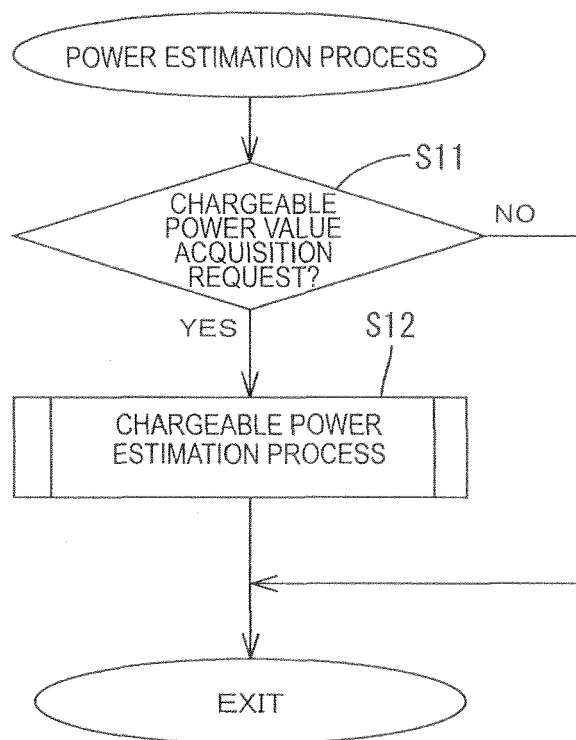 POWER ESTIMATION PROCESS
S11
CHARGEABLE
POWER VALUE
ACQUISITION
REQUEST?
NO
YES
S12
CHARGEABLE POWER
ESTIMATION PROCESS
EXIT